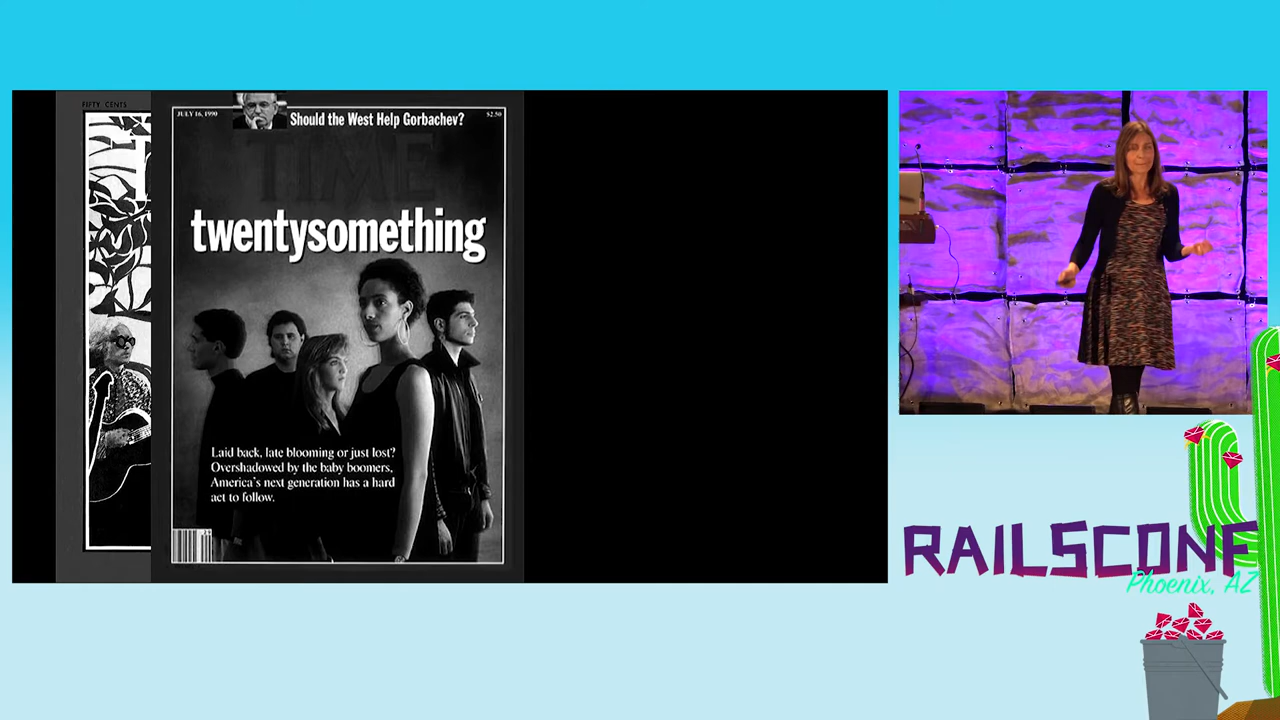 FIFTY CENTS
JULY 16, 1990
Should the West Help Gorbachev?
$2.50
TIME
twentysomething
Laid back, late blooming or just lost?
Overshadowed by the baby boomers,
America's next generation has a hard
act to follow.
RAILSCONF
Phoenix, AZ